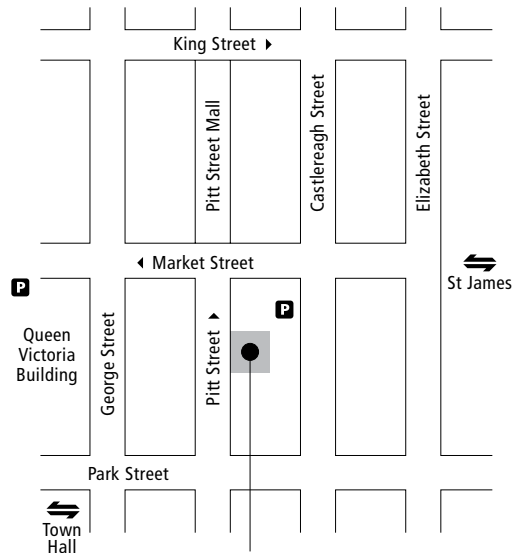 King Street
Pitt Street Mall
Castlereagh Street
Elizabeth Street
Market Street
St James
P
P
Queen
Victoria
Building
George Street
Pitt Street
Park Street
Town
Hall